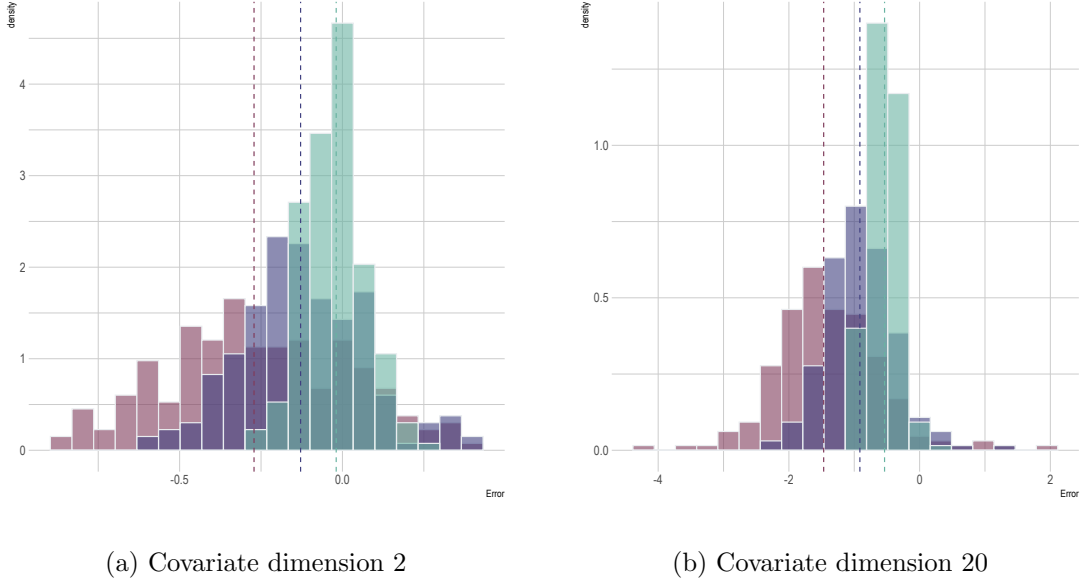 density
4
3
2
1
0
-0.5
0.0
Error
(a) Covariate dimension 2
density
1.0
0.5
0.0
-4
-2
0
2
Error
(b) Covariate dimension 20